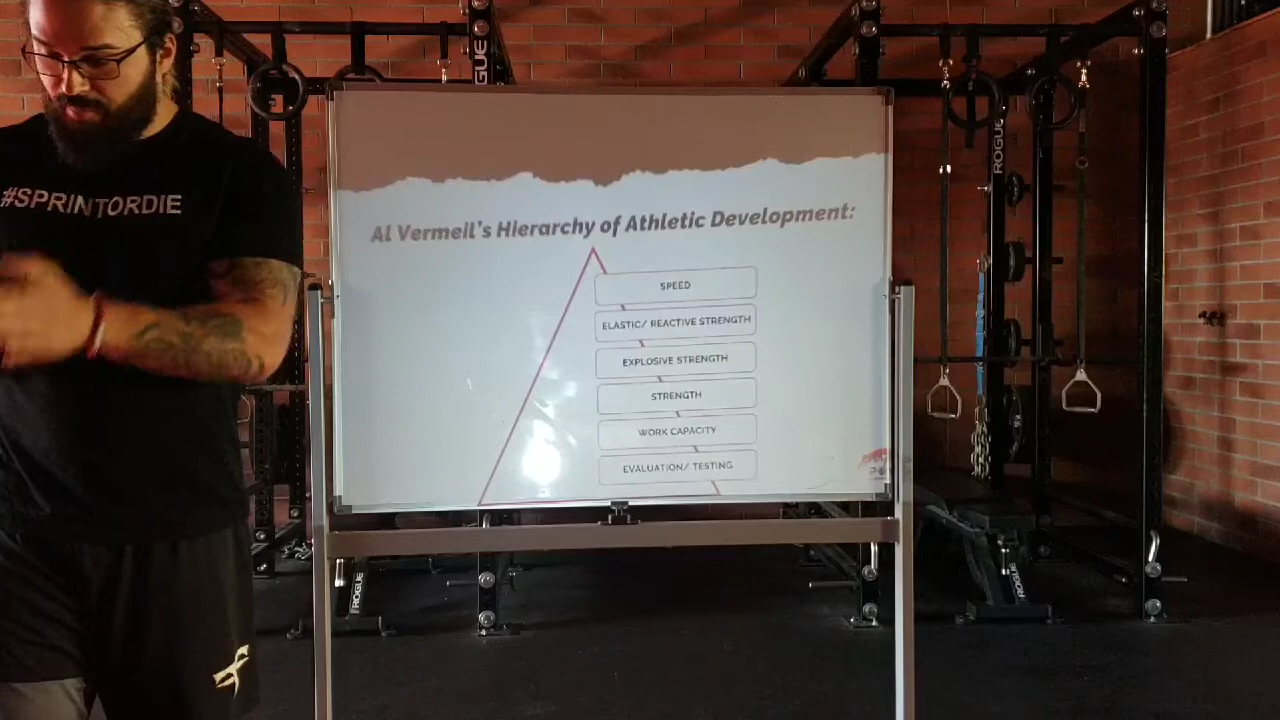 #SPRINTORDIE
GUE
ROGUE
Al Vermeil's Hierarchy of Athletic Development:
SPEED
ELASTIC/ REACTIVE STRENGTH
EXPLOSIVE STRENGTH
STRENGTH
WORK CAPACITY
EVALUATION/ TESTING
ROGUE
ROGUE